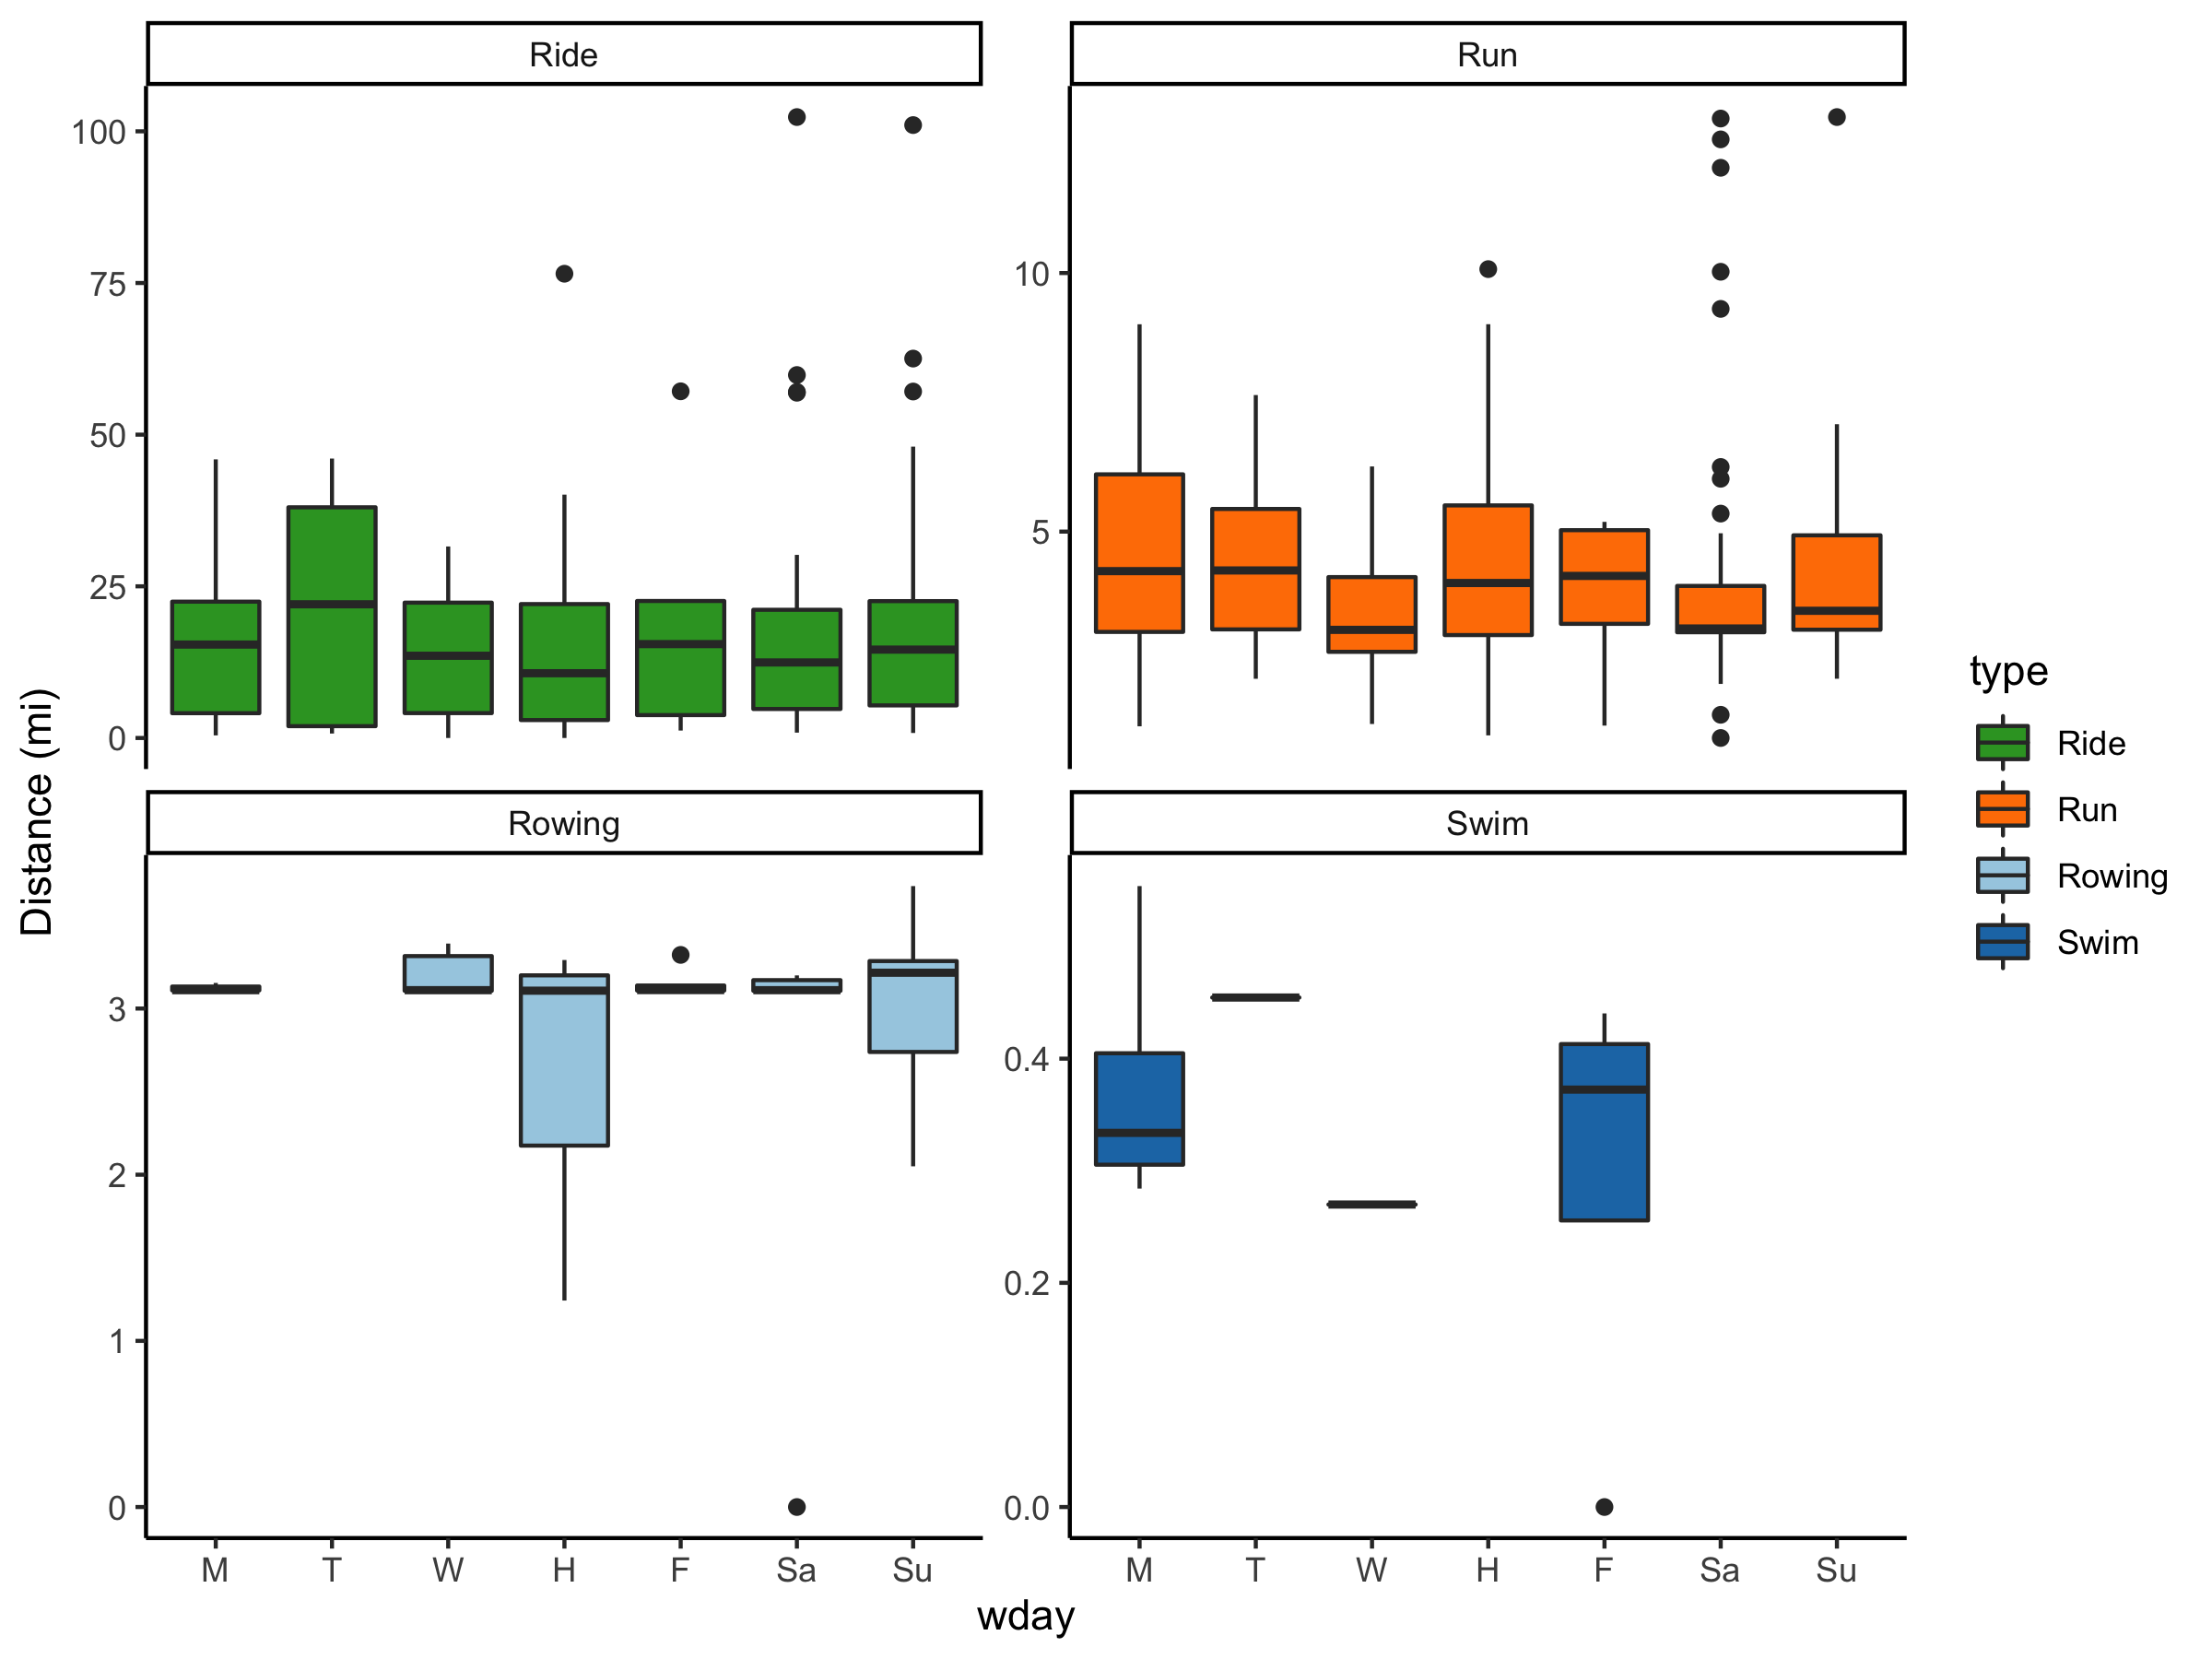 Ride
Run
100
75
50
25
0
10
5
Rowing
Swim
3
2
1
0
0.4
0.2
0.0
M T W H F Sa Su
M T W H F Sa Su
wday
Distance (mi)
type
Ride
Run
Rowing
Swim